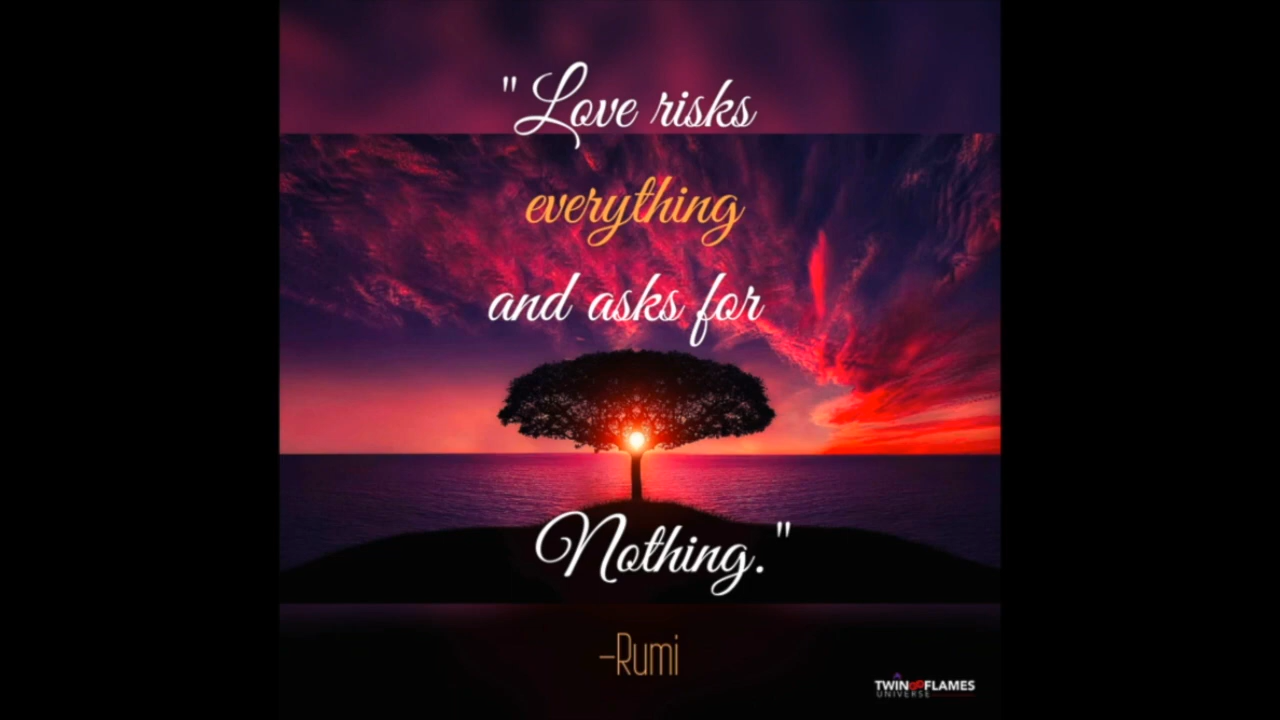 "Love risks
everything
and asks for
Nothing."
–Rumi
TWIN FLAMES
UNIVERSE